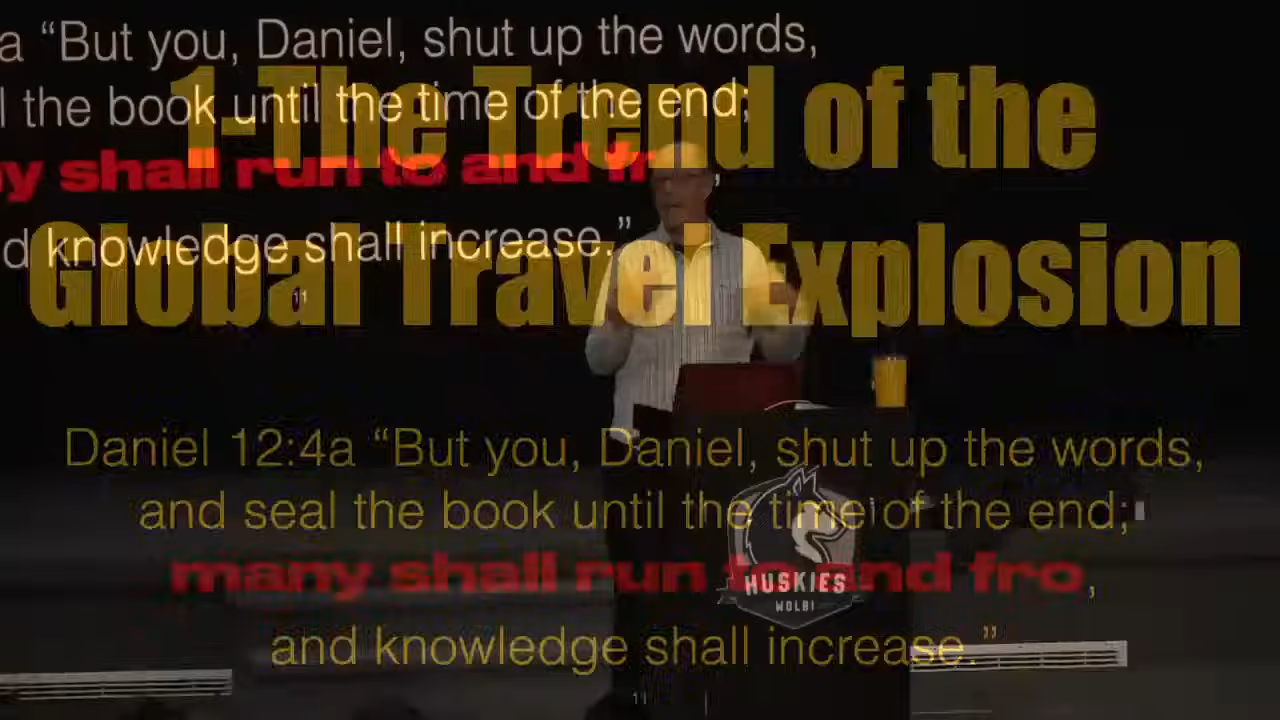 a “But you, Daniel, shut up the words,
l the book until the time of the end;
y shall run to and fr ,
d knowledge shall increase.”
11
1-The Trend of the
Global Travel Explosion
Daniel 12:4a “But you, Daniel, shut up the words,
and seal the book until the time of the end;
many shall run to and fro,
and knowledge shall increase.”
11
HUSKIES
WOLBI